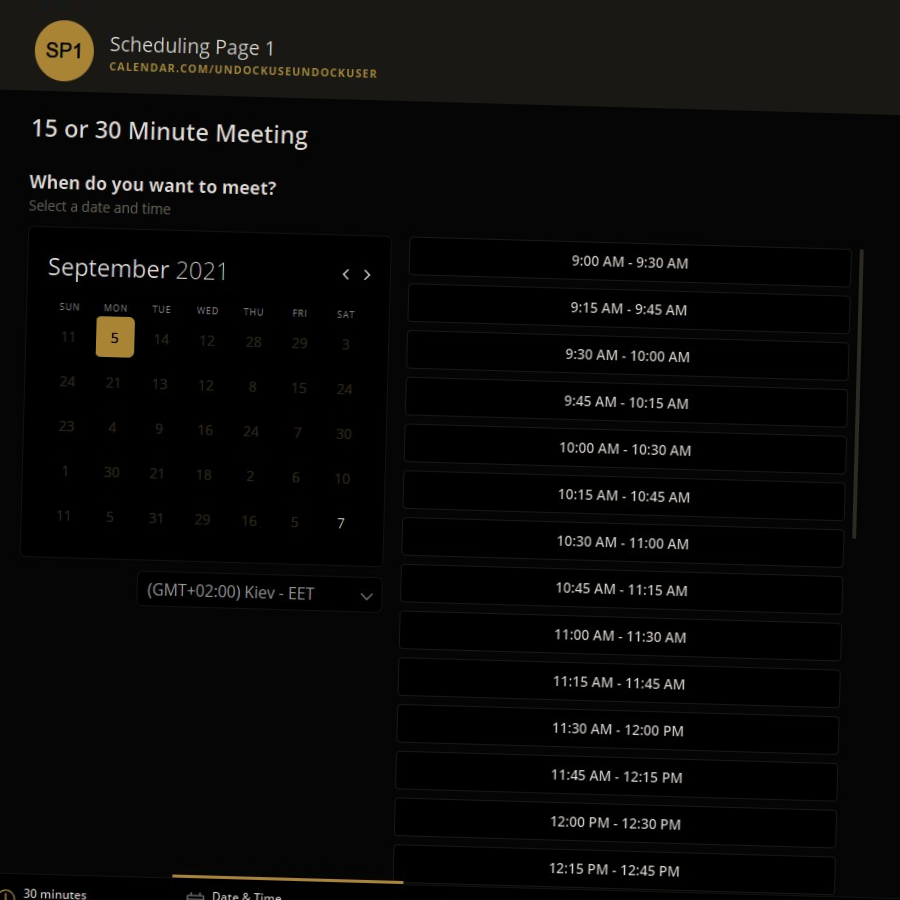 SP1
Scheduling Page 1
CALENDAR.COM/UNDOCKUSEUNDOCKUSER
15 or 30 Minute Meeting
When do you want to meet?
Select a date and time
September 2021
SUN MON TUE WED THU FRI SAT
11 5 14 12 28 29 3
24 21 13 12 8 15 24
23 4 9 16 24 7 30
1 30 21 18 2 6 10
11 5 31 29 16 5 7
(GMT+02:00) Kiev - EET
9:00 AM - 9:30 AM
9:15 AM - 9:45 AM
9:30 AM - 10:00 AM
9:45 AM - 10:15 AM
10:00 AM - 10:30 AM
10:15 AM - 10:45 AM
10:30 AM - 11:00 AM
10:45 AM - 11:15 AM
11:00 AM - 11:30 AM
11:15 AM - 11:45 AM
11:30 AM - 12:00 PM
11:45 AM - 12:15 PM
12:00 PM - 12:30 PM
12:15 PM - 12:45 PM
30 minutes
Date & Time